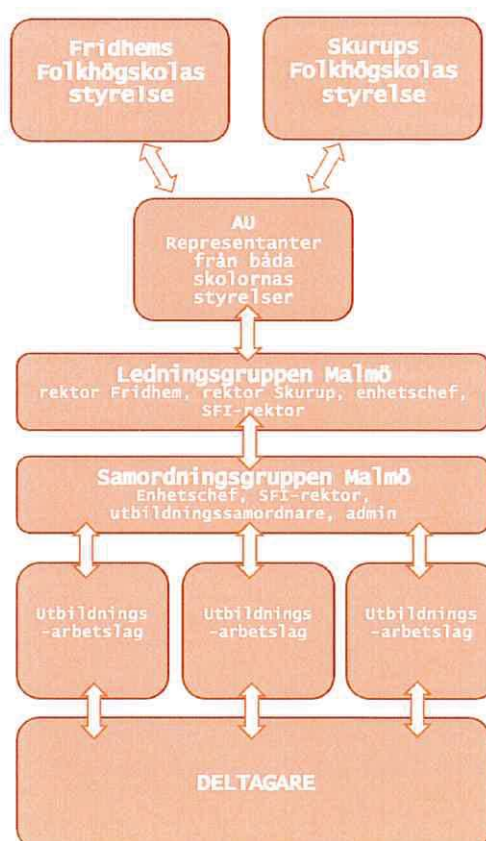 Fridhems
Folkhögskolas
styrelse
Skurups
Folkhögskolas
styrelse
AU
Representanter
från båda
skolornas
styrelser
Ledningsgruppen Malmö
rektor Fridhem, rektor Skurup, enhetschef,
SFI-rektor
Samordningsgruppen Malmö
Enhetschef, SFI-rektor,
utbildningssamordnare, admin
Utbildnings
-arbetslag
Utbildnings
-arbetslag
Utbildnings
-arbetslag
DELTAGARE